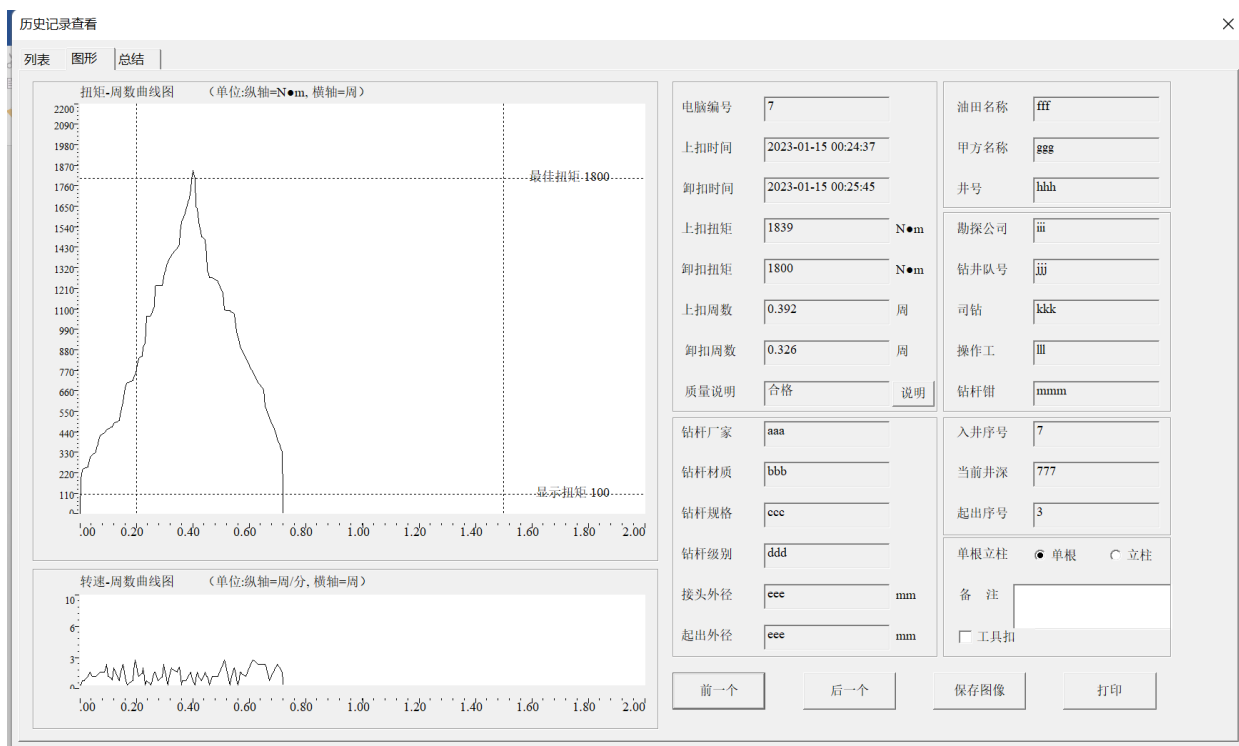 历史记录查看
列表 图形 总结
扭矩-周数曲线图 （单位:纵轴=N●m, 横轴=周）
2200
2090
1980
1870
1760
1650
1540
1430
1320
1210
1100
990
880
770
660
550
440
330
220
110
0
最佳扭矩 1800
显示扭矩 100
.00 0.20 0.40 0.60 0.80 1.00 1.20 1.40 1.60 1.80 2.00
转速-周数曲线图 （单位:纵轴=周/分, 横轴=周）
10
6
3
0
.00 0.20 0.40 0.60 0.80 1.00 1.20 1.40 1.60 1.80 2.00
电脑编号 7
上扣时间 2023-01-15 00:24:37
卸扣时间 2023-01-15 00:25:45
上扣扭矩 1839 N●m
卸扣扭矩 1800 N●m
上扣周数 0.392 周
卸扣周数 0.326 周
质量说明 合格 说明
钻杆厂家 aaa
钻杆材质 bbb
钻杆规格 ccc
钻杆级别 ddd
接头外径 eee mm
起出外径 eee mm
油田名称 fff
甲方名称 ggg
井号 hhh
勘探公司 iii
钻井队号 jjj
司钻 kkk
操作工 lll
钻杆钳 mmm
入井序号 7
当前井深 777
起出序号 3
单根立柱 单根 立柱
备 注
工具扣
前一个 后一个 保存图像 打印